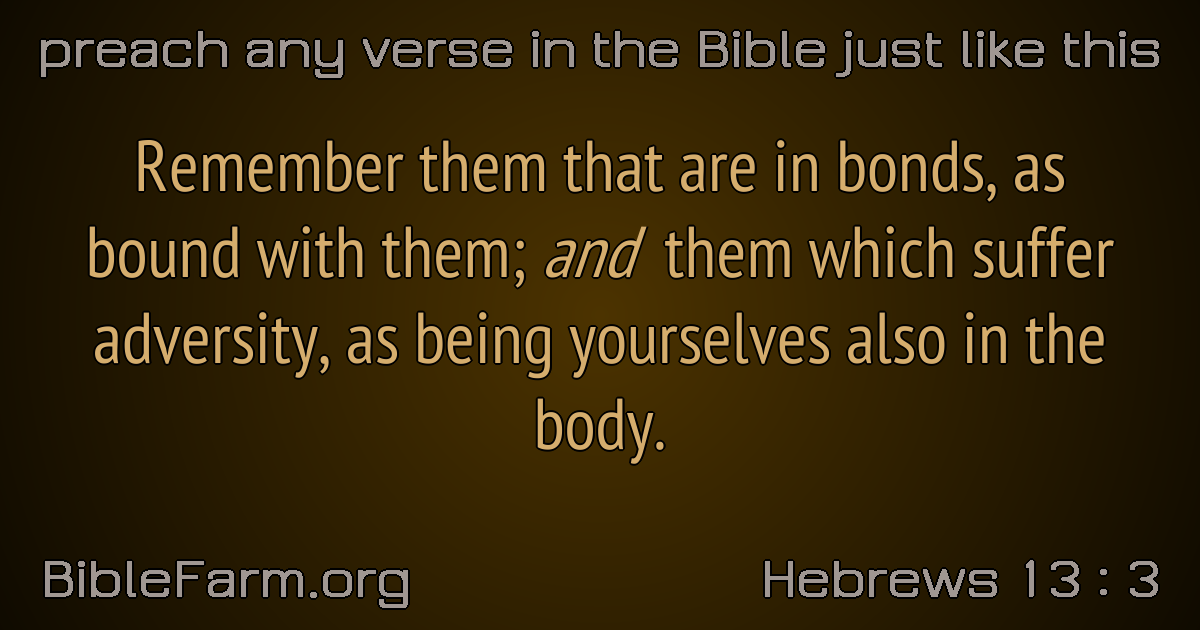 preach any verse in the Bible just like this
Remember them that are in bonds, as
bound with them; and them which suffer
adversity, as being yourselves also in the
body.
BibleFarm.org
Hebrews 13 : 3